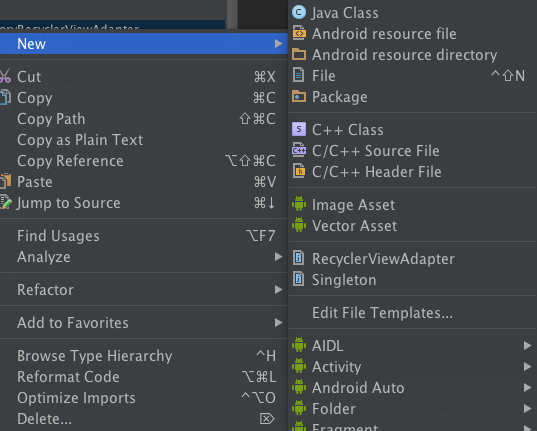 New
Cut ⌘X
Copy ⌘C
Copy Path ⇧⌘C
Copy as Plain Text
Copy Reference ⌥⇧⌘C
Paste ⌘V
Jump to Source ⌘↓
Find Usages ⌥F7
Analyze
Refactor
Add to Favorites
Browse Type Hierarchy ^H
Reformat Code ⌥⌘L
Optimize Imports ^⌥O
Delete... ⌦
Java Class
Android resource file
Android resource directory
File ^⇧N
Package
C++ Class
C/C++ Source File
C/C++ Header File
Image Asset
Vector Asset
RecyclerViewAdapter
Singleton
Edit File Templates...
AIDL
Activity
Android Auto
Folder
Fragment